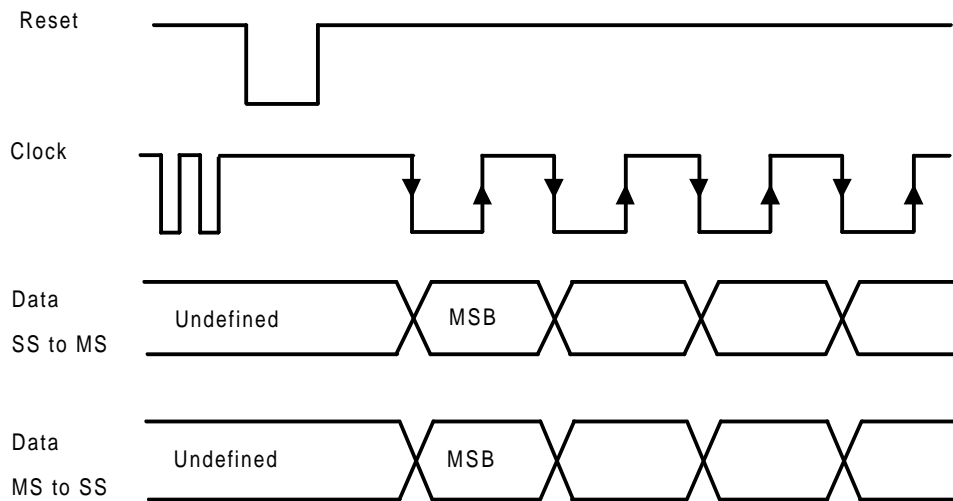 Reset
Clock
Data
SS to MS
Undefined
MSB
Data
MS to SS
Undefined
MSB